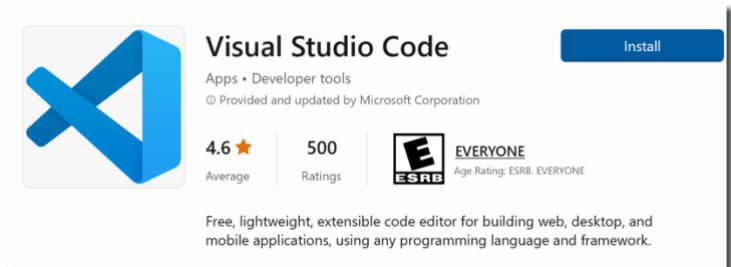 Visual Studio Code
Install
Apps • Developer tools
Provided and updated by Microsoft Corporation
4.6
500
E
EVERYONE
Average
Ratings
ESRB
Age Rating: ESRB. EVERYONE
Free, lightweight, extensible code editor for building web, desktop, and
mobile applications, using any programming language and framework.